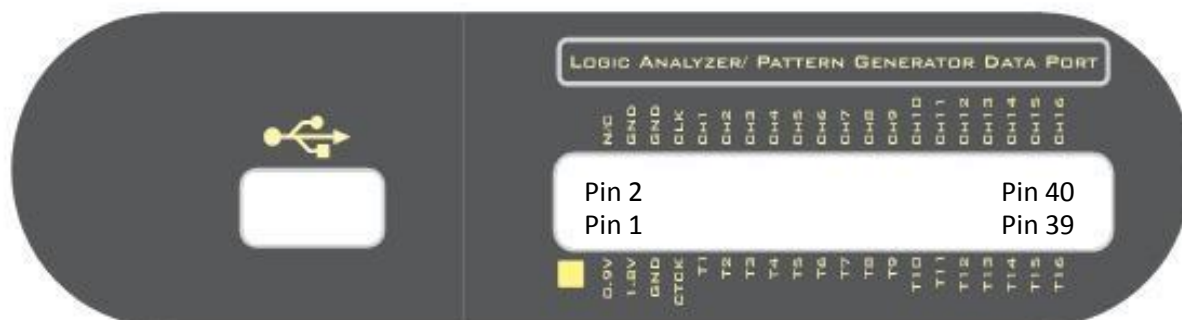 LOGIC ANALYZER/ PATTERN GENERATOR DATA PORT
N/C GND GND CLK CH1 CH2 CH3 CH4 CH5 CH6 CH7 CH8 CH9 CH10 CH11 CH12 CH13 CH14 CH15 CH16
Pin 2 Pin 40
Pin 1 Pin 39
0.9V 1.8V GND CTCK T1 T2 T3 T4 T5 T6 T7 T8 T9 T10 T11 T12 T13 T14 T15 T16